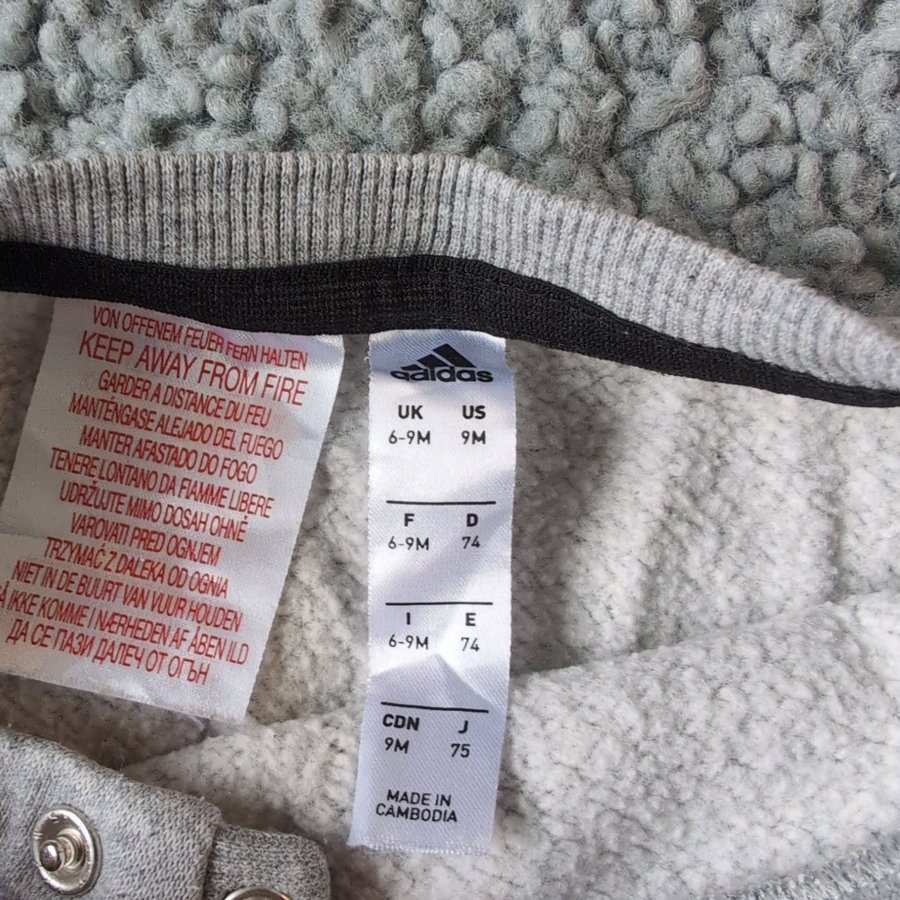 VON OFFENEM FEUER FERN HALTEN
KEEP AWAY FROM FIRE
GARDER A DISTANCE DU FEU
MANTENGASE ALEJADO DEL FUEGO
MANTER AFASTADO DO FOGO
TENERE LONTANO DA FIAMME LIBERE
UDRŽUJTE MIMO DOSAH OHNĚ
VAROVATI PRED OGNJEM
TRZYMAĆ Z DALEKA OD OGNIA
NIET IN DE BUURT VAN VUUR HOUDEN
IKKE KOMME I NÆRHEDEN AF ÅBEN ILD
ДА СЕ ПАЗИ ДАЛЕЧ ОТ ОГЪН
adidas
UK US
6-9M 9M
F D
6-9M 74
I E
6-9M 74
CDN J
9M 75
MADE IN
CAMBODIA